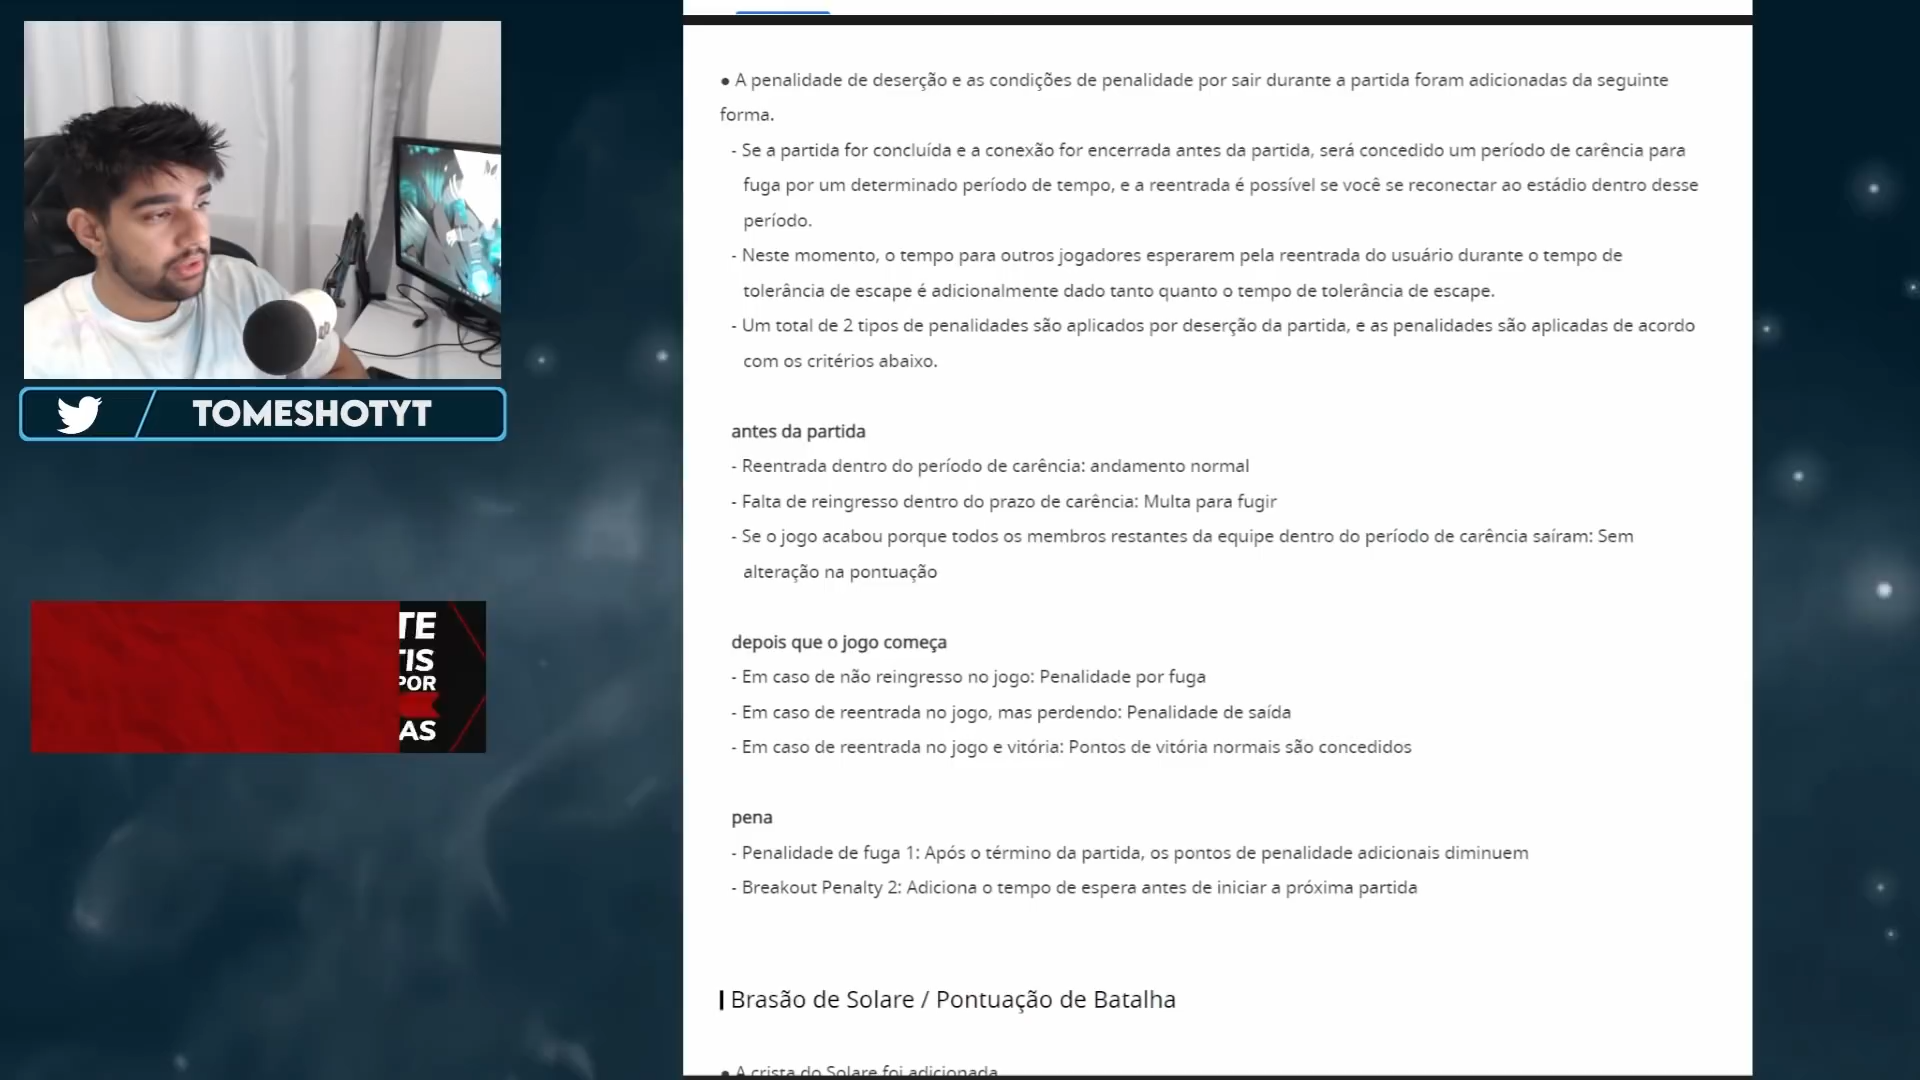 ● A penalidade de deserção e as condições de penalidade por sair durante a partida foram adicionadas da seguinte
forma.
- Se a partida for concluída e a conexão for encerrada antes da partida, será concedido um período de carência para
fuga por um determinado período de tempo, e a reentrada é possível se você se reconectar ao estádio dentro desse
período.
- Neste momento, o tempo para outros jogadores esperarem pela reentrada do usuário durante o tempo de
tolerância de escape é adicionalmente dado tanto quanto o tempo de tolerância de escape.
- Um total de 2 tipos de penalidades são aplicados por deserção da partida, e as penalidades são aplicadas de acordo
com os critérios abaixo.
antes da partida
- Reentrada dentro do período de carência: andamento normal
- Falta de reingresso dentro do prazo de carência: Multa para fugir
- Se o jogo acabou porque todos os membros restantes da equipe dentro do período de carência saíram: Sem
alteração na pontuação
depois que o jogo começa
- Em caso de não reingresso no jogo: Penalidade por fuga
- Em caso de reentrada no jogo, mas perdendo: Penalidade de saída
- Em caso de reentrada no jogo e vitória: Pontos de vitória normais são concedidos
pena
- Penalidade de fuga 1: Após o término da partida, os pontos de penalidade adicionais diminuem
- Breakout Penalty 2: Adiciona o tempo de espera antes de iniciar a próxima partida
Brasão de Solare / Pontuação de Batalha
● A crista do Solare foi adicionada
TOMESHOTYT
TE
TIS
POR
AS